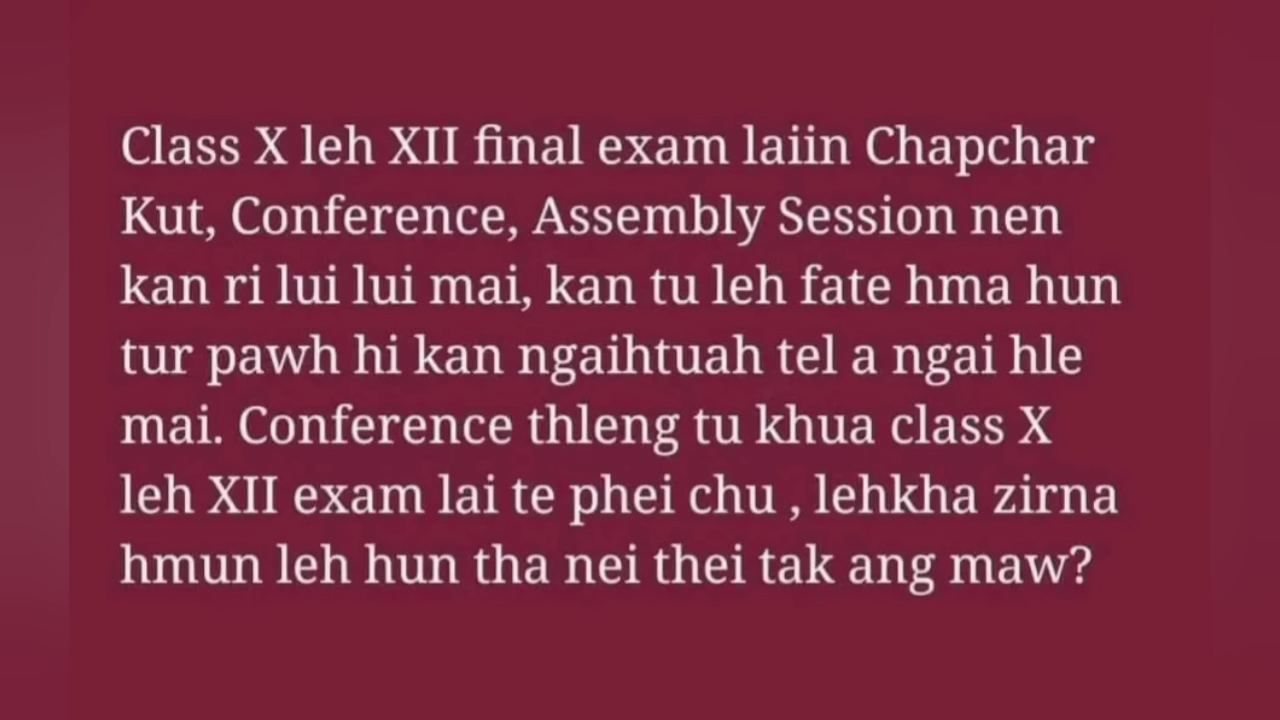 Class X leh XII final exam laiin Chapchar
Kut, Conference, Assembly Session nen
kan ri lui lui mai, kan tu leh fate hma hun
tur pawh hi kan ngaihtuah tel a ngai hle
mai. Conference thleng tu khua class X
leh XII exam lai te phei chu , lehkha zirna
hmun leh hun tha nei thei tak ang maw?